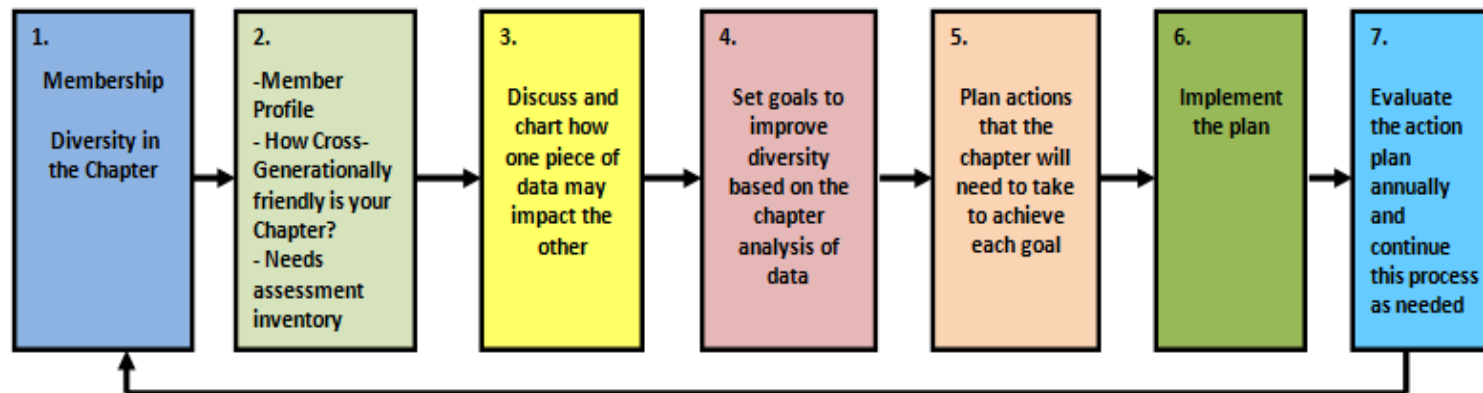 1.
Membership
Diversity in
the Chapter
2.
-Member
Profile
- How Cross-
Generationally
friendly is your
Chapter?
- Needs
assessment
inventory
3.
Discuss and
chart how
one piece of
data may
impact the
other
4.
Set goals to
improve
diversity
based on the
chapter
analysis of
data
5.
Plan actions
that the
chapter will
need to take
to achieve
each goal
6.
Implement
the plan
7.
Evaluate
the action
plan
annually
and
continue
this process
as needed